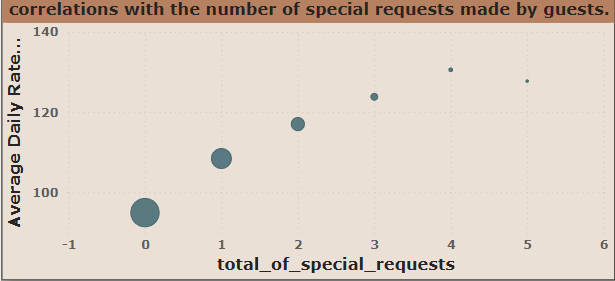 correlations with the number of special requests made by guests.
140
120
100
Average Daily Rate...
-1 0 1 2 3 4 5 6
total_of_special_requests